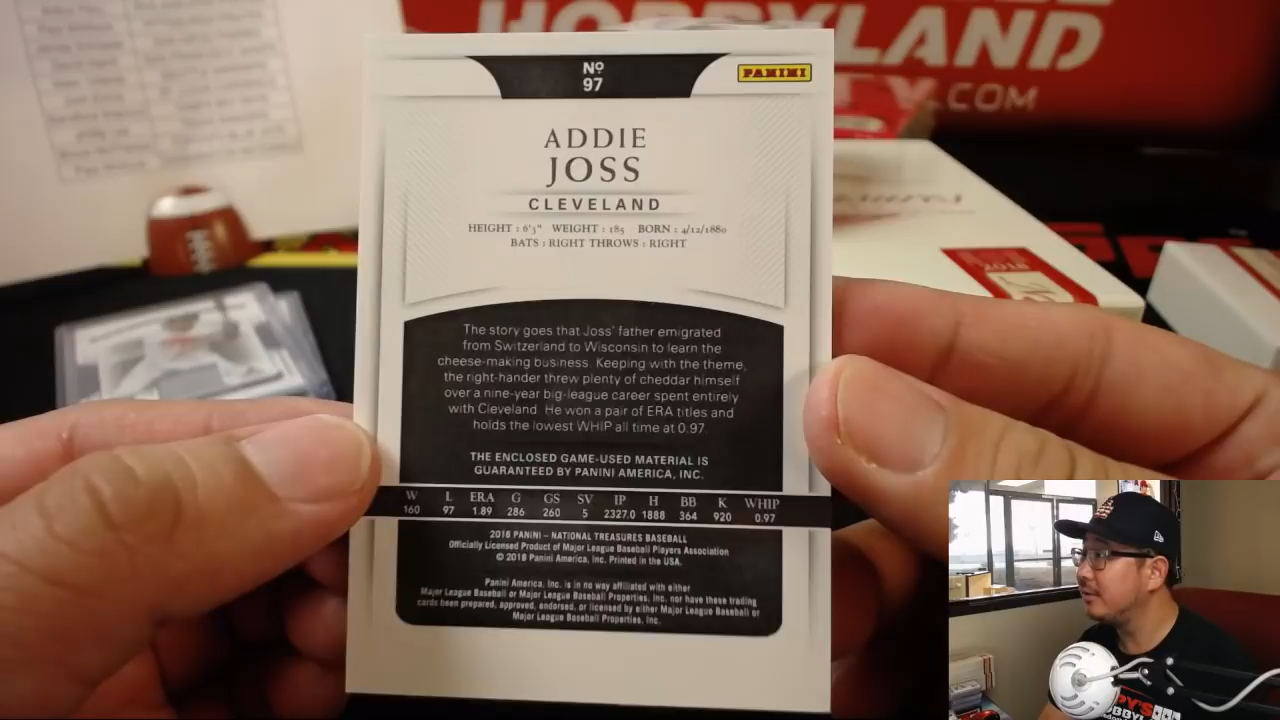 HOBBYLAND
.COM
Nº
97
PANINI
ADDIE
JOSS
CLEVELAND
HEIGHT : 6'3" WEIGHT : 185 BORN : 4/12/1880
BATS : RIGHT THROWS : RIGHT
2018
The story goes that Joss' father emigrated
from Switzerland to Wisconsin to learn the
cheese-making business. Keeping with the theme,
the right-hander threw plenty of cheddar himself
over a nine-year big-league career spent entirely
with Cleveland. He won a pair of ERA titles and
holds the lowest WHIP all time at 0.97.
THE ENCLOSED GAME-USED MATERIAL IS
GUARANTEED BY PANINI AMERICA, INC.
W L ERA G GS SV IP H BB K WHIP
160 97 1.89 286 260 5 2327.0 1888 364 920 0.97
2018 PANINI – NATIONAL TREASURES BASEBALL
Officially Licensed Product of Major League Baseball Players Association
© 2018 Panini America, Inc. Printed in the USA.
Panini America, Inc. is in no way affiliated with either
Major League Baseball or Major League Baseball Properties, Inc. nor have these trading
cards been prepared, approved, endorsed, or licensed by either Major League Baseball or
Major League Baseball Properties, Inc.